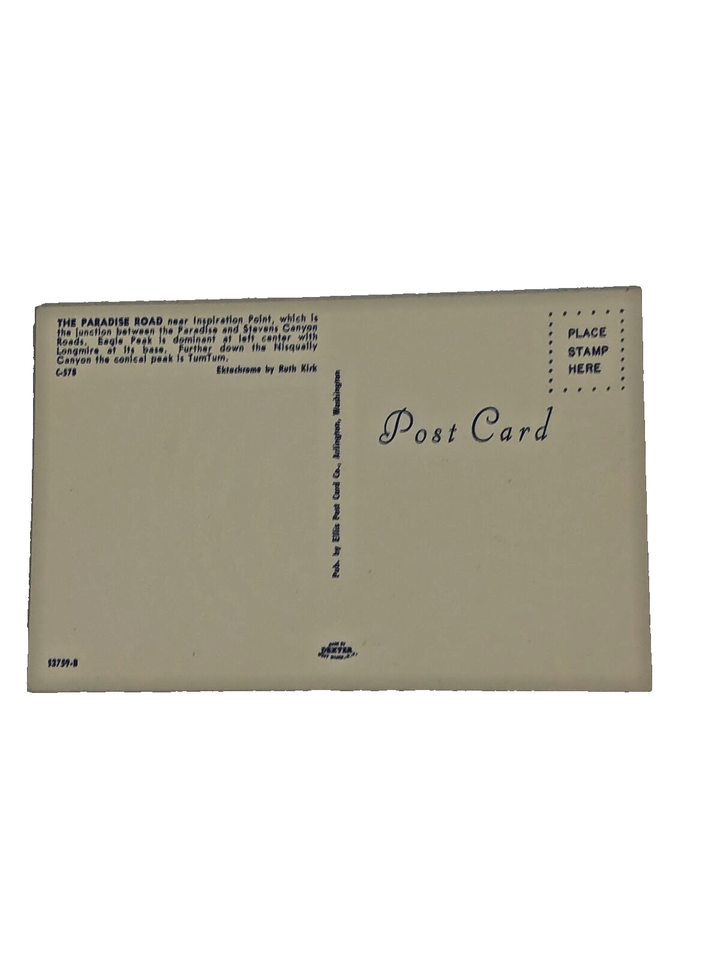 THE PARADISE ROAD near Inspiration Point, which is
the junction between the Paradise and Stevens Canyon
Roads. Eagle Peak is dominant at left center with
Longmire at its base. Further down the Nisqually
Canyon the conical peak is TumTum.
C-578 Ektachrome by Ruth Kirk
Pub. by Ellis Post Card Co., Arlington, Washington
PLACE
STAMP
HERE
Post Card
53759-B
MADE BY
DEXTER